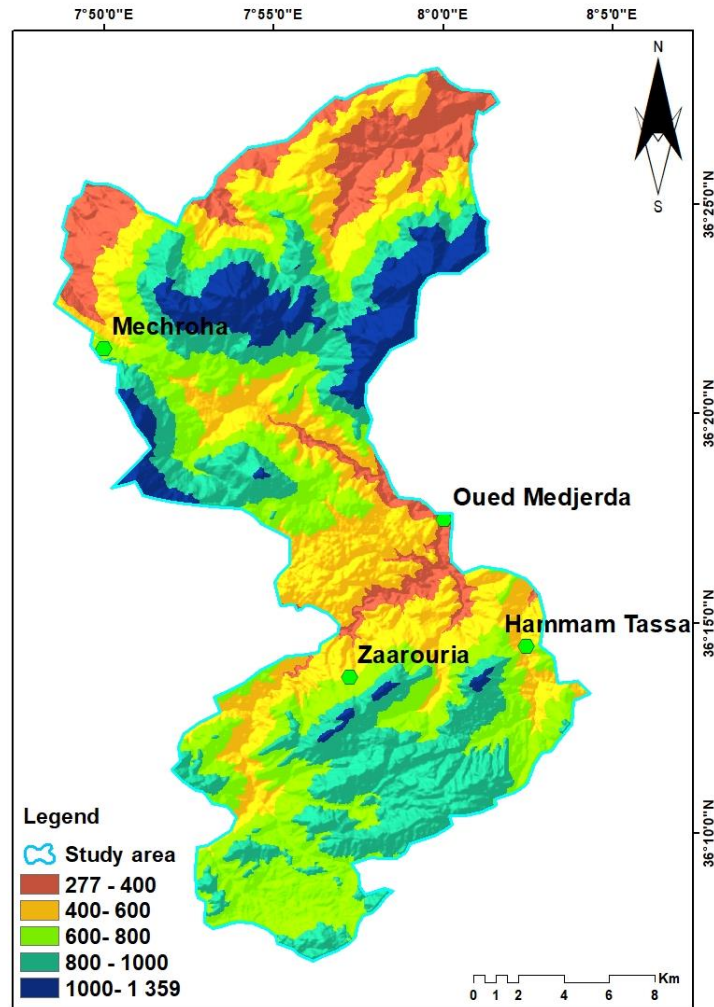 7°50'0"E 7°55'0"E 8°0'0"E 8°5'0"E
N
S
36°25'0"N
Mechroha
36°20'0"N
Oued Medjerda
36°15'0"N
Hammam Tassa
Zaarouria
36°10'0"N
Legend
Study area
277 - 400
400- 600
600- 800
800 - 1000
1000- 1 359
Km
0 1 2 4 6 8